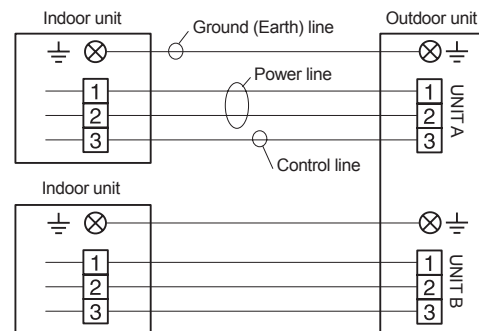 Indoor unit
Outdoor unit
Ground (Earth) line
Power line
1
1
2
2
3
3
UNIT A
Control line
Indoor unit
1
1
2
2
3
3
UNIT B